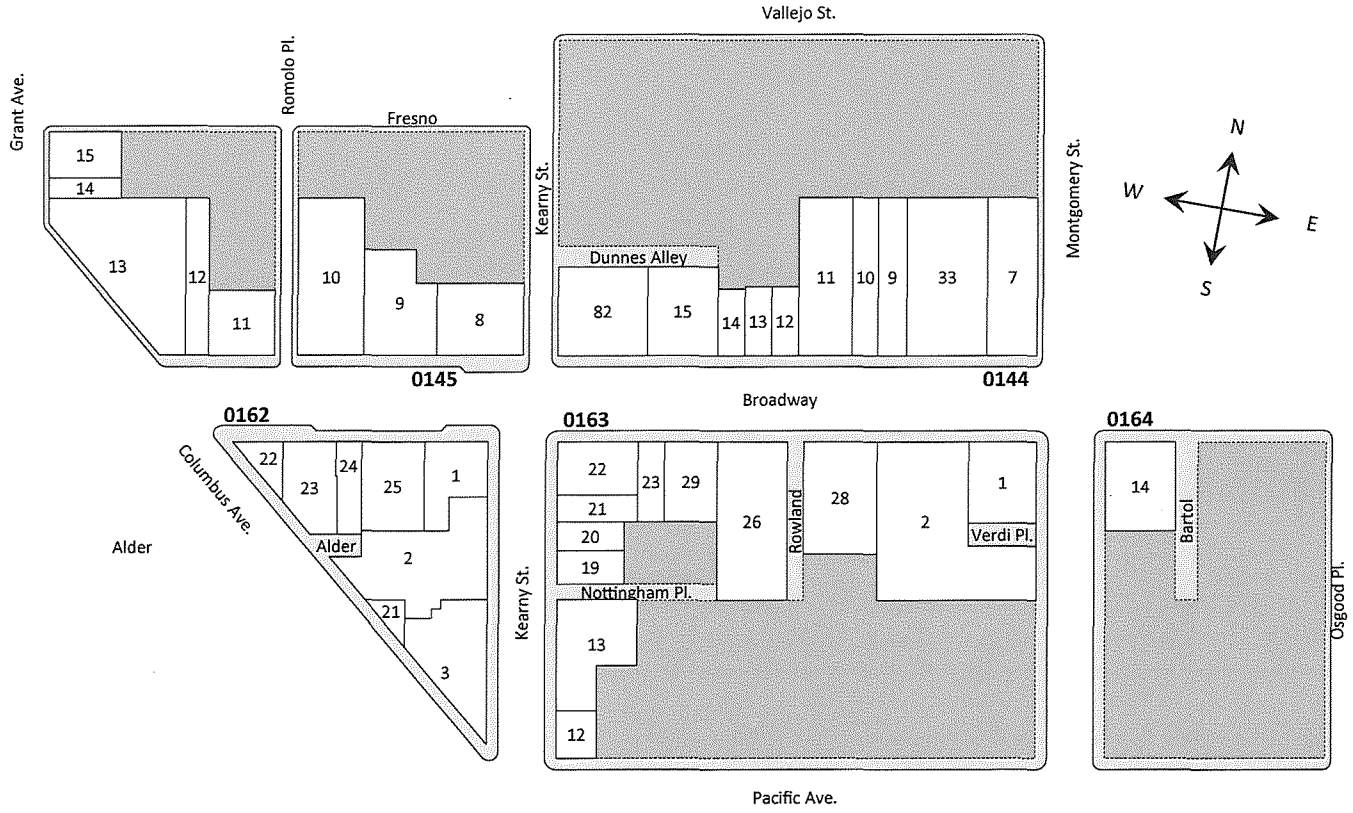 Vallejo St.
Grant Ave.
Romolo Pl.
Fresno
Kearny St.
Montgomery St.
N
W
E
S
15
14
13
12
11
10
9
8
Dunnes Alley
82
15
14
13
12
11
10
9
33
7
0145
0144
Broadway
0162
0163
0164
Columbus Ave.
22
23
24
25
1
Alder
Alder
2
21
3
Kearny St.
22
23
29
21
20
19
Nottingham Pl.
26
Rowland
28
2
1
Verdi Pl.
13
12
14
Bartol
Osgood Pl.
Pacific Ave.